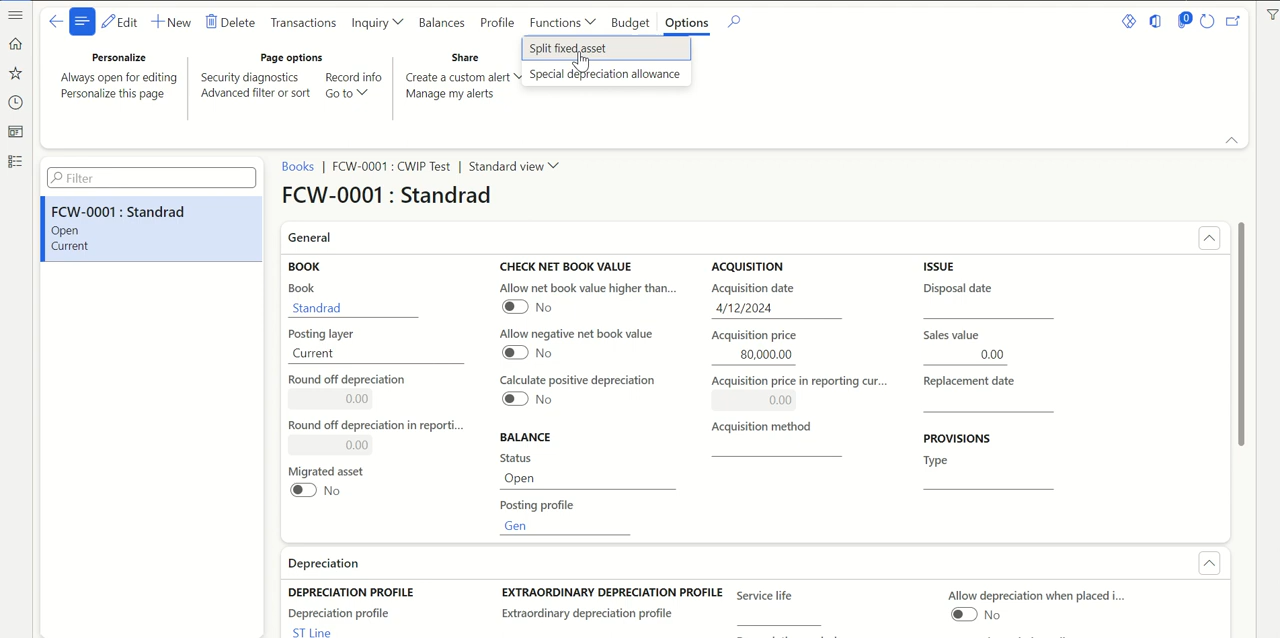 Edit New Delete Transactions Inquiry Balances Profile Functions Budget Options
0
Split fixed asset
Special depreciation allowance
Personalize
Always open for editing
Personalize this page
Page options
Security diagnostics
Advanced filter or sort
Record info
Go to
Share
Create a custom alert
Manage my alerts
Filter
FCW-0001 : Standrad
Open
Current
Books | FCW-0001 : CWIP Test | Standard view
FCW-0001 : Standrad
General
BOOK
Book
Standrad
Posting layer
Current
Round off depreciation
0.00
Round off depreciation in reporti...
0.00
Migrated asset
No
CHECK NET BOOK VALUE
Allow net book value higher than...
No
Allow negative net book value
No
Calculate positive depreciation
No
BALANCE
Status
Open
Posting profile
Gen
ACQUISITION
Acquisition date
4/12/2024
Acquisition price
80,000.00
Acquisition price in reporting cur...
0.00
Acquisition method
ISSUE
Disposal date
Sales value
0.00
Replacement date
PROVISIONS
Type
Depreciation
DEPRECIATION PROFILE
Depreciation profile
ST Line
EXTRAORDINARY DEPRECIATION PROFILE
Extraordinary depreciation profile
Service life
Allow depreciation when placed i...
No